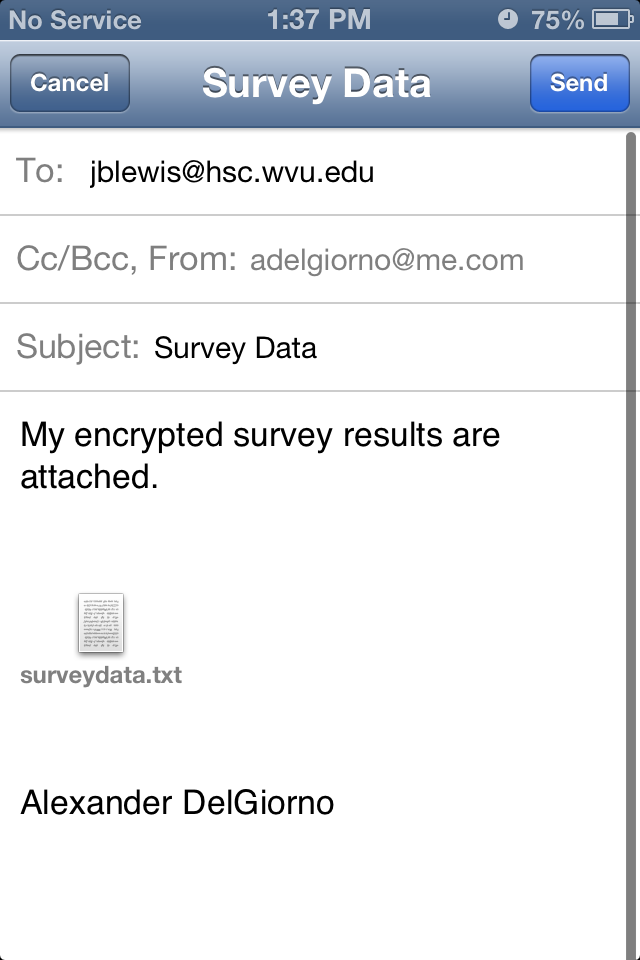 No Service 1:37 PM 75%
Cancel Survey Data Send
To: jblewis@hsc.wvu.edu
Cc/Bcc, From: adelgiorno@me.com
Subject: Survey Data
My encrypted survey results are
attached.
surveydata.txt
Alexander DelGiorno